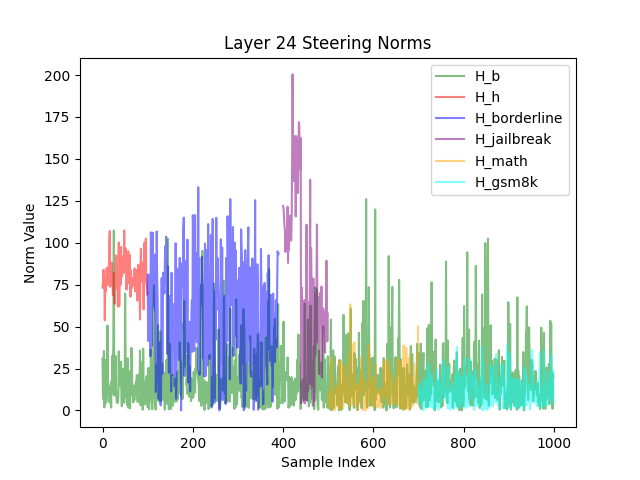 Layer 24 Steering Norms
200
175
150
125
100
75
50
25
0
Norm Value
0
200
400
600
800
1000
Sample Index
H_b
H_h
H_borderline
H_jailbreak
H_math
H_gsm8k